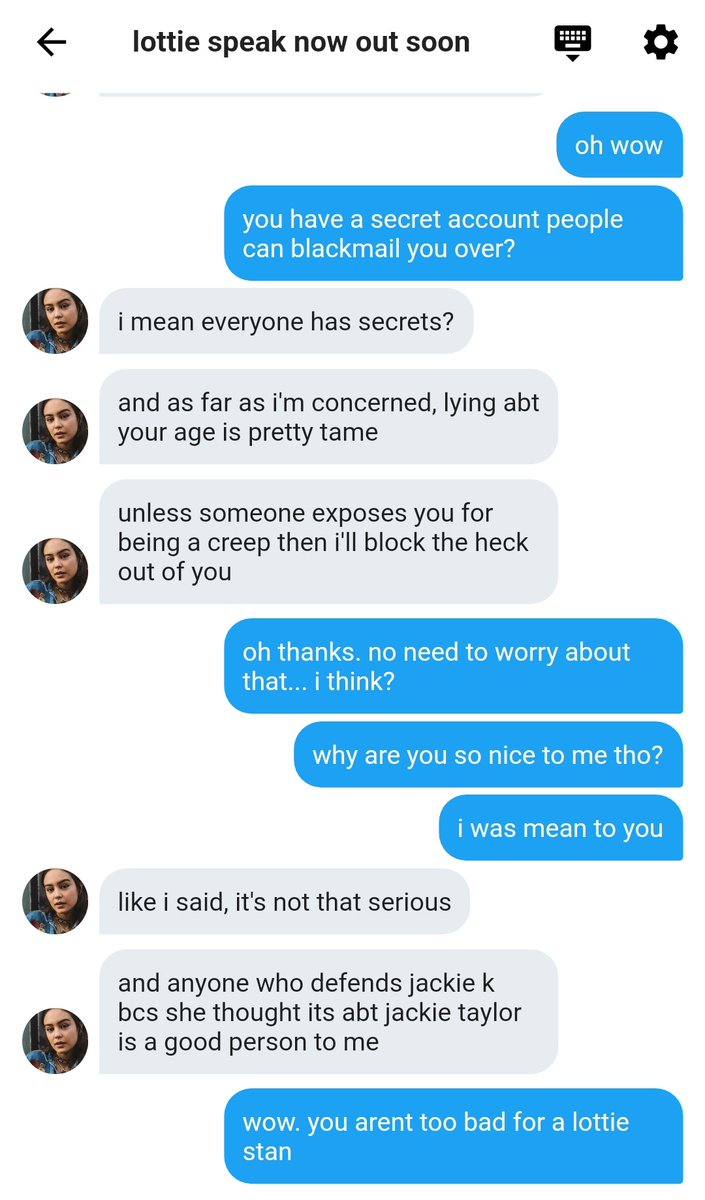 lottie speak now out soon
oh wow
you have a secret account people
can blackmail you over?
i mean everyone has secrets?
and as far as i'm concerned, lying abt
your age is pretty tame
unless someone exposes you for
being a creep then i'll block the heck
out of you
oh thanks. no need to worry about
that... i think?
why are you so nice to me tho?
i was mean to you
like i said, it's not that serious
and anyone who defends jackie k
bcs she thought its abt jackie taylor
is a good person to me
wow. you arent too bad for a lottie
stan